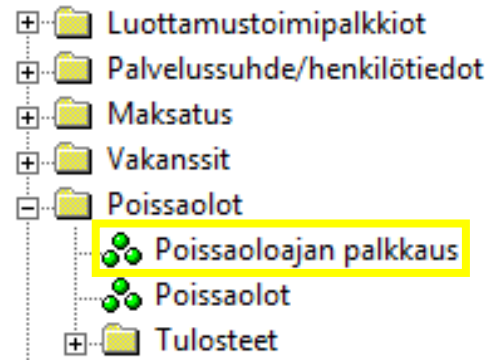 Luottamustoimipalkkiot
Palvelussuhde/henkilötiedot
Maksatus
Vakanssit
Poissaolot
Poissaoloajan palkkaus
Poissaolot
Tulosteet